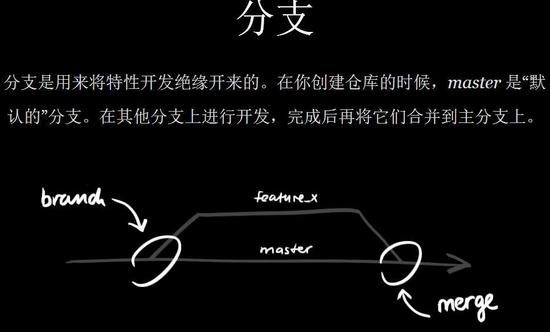 分支
分支是用来将特性开发绝缘开来的。在你创建仓库的时候，master 是“默
认的”分支。在其他分支上进行开发，完成后再将它们合并到主分支上。
branch
feature_x
master
merge